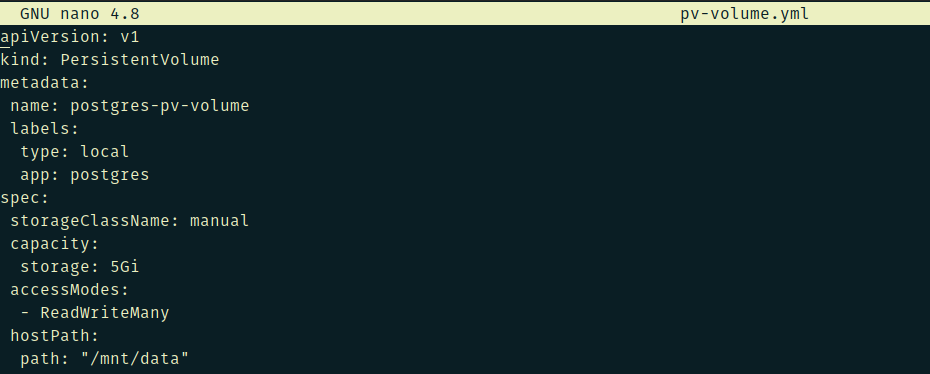 GNU nano 4.8 pv-volume.yml
apiVersion: v1
kind: PersistentVolume
metadata:
 name: postgres-pv-volume
 labels:
  type: local
  app: postgres
spec:
 storageClassName: manual
 capacity:
  storage: 5Gi
 accessModes:
  - ReadWriteMany
 hostPath:
  path: "/mnt/data"